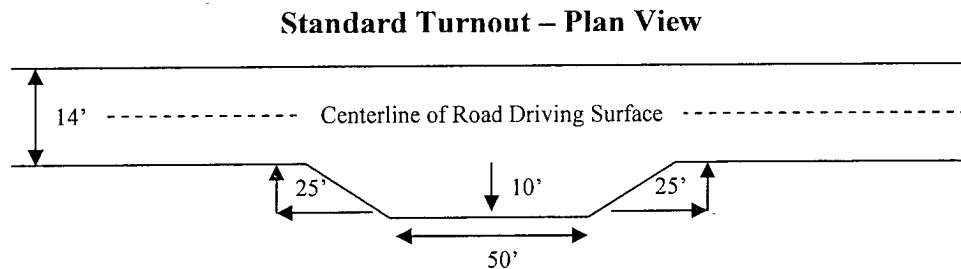 Standard Turnout – Plan View
14’
Centerline of Road Driving Surface
25’
10’
25’
50’